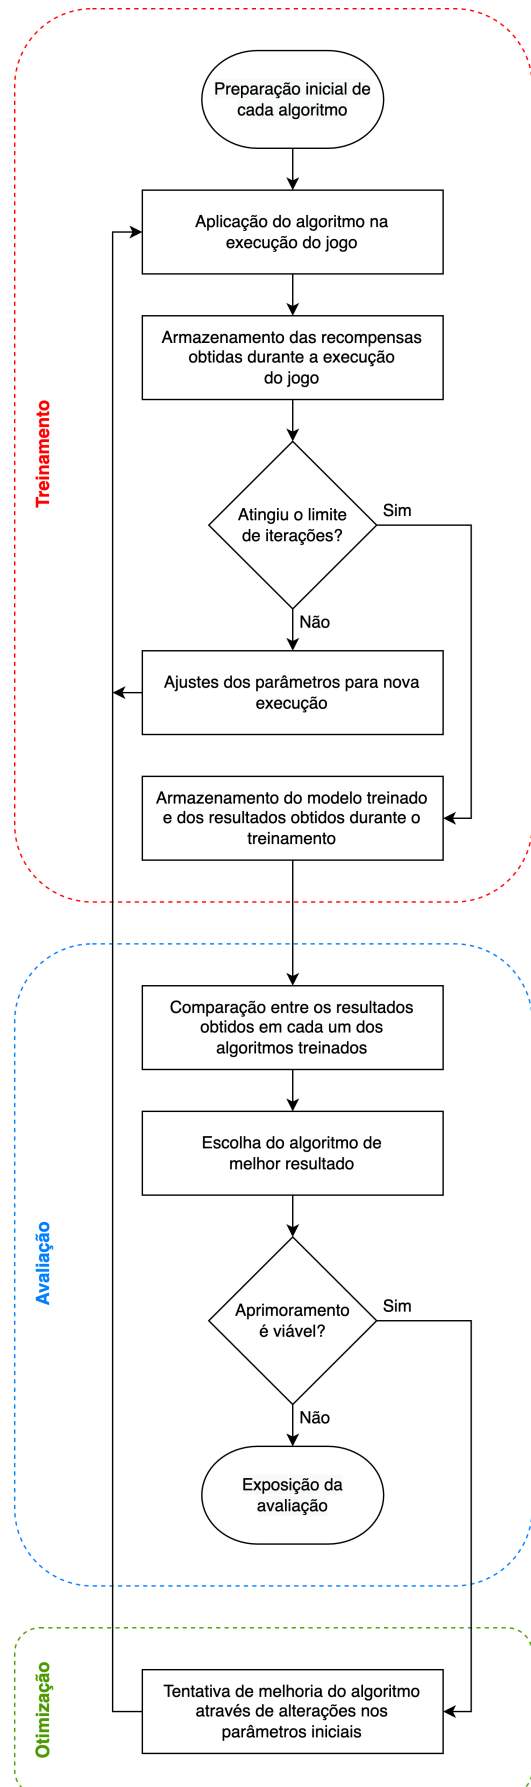 Preparação inicial de
cada algoritmo
Aplicação do algoritmo na
execução do jogo
Armazenamento das recompensas
obtidas durante a execução
do jogo
Treinamento
Atingiu o limite
de iterações?
Sim
Não
Ajustes dos parâmetros para nova
execução
Armazenamento do modelo treinado
e dos resultados obtidos durante o
treinamento
Comparação entre os resultados
obtidos em cada um dos
algoritmos treinados
Escolha do algoritmo de
melhor resultado
Avaliação
Aprimoramento
é viável?
Sim
Não
Exposição da
avaliação
Otimização
Tentativa de melhoria do algoritmo
através de alterações nos
parâmetros iniciais